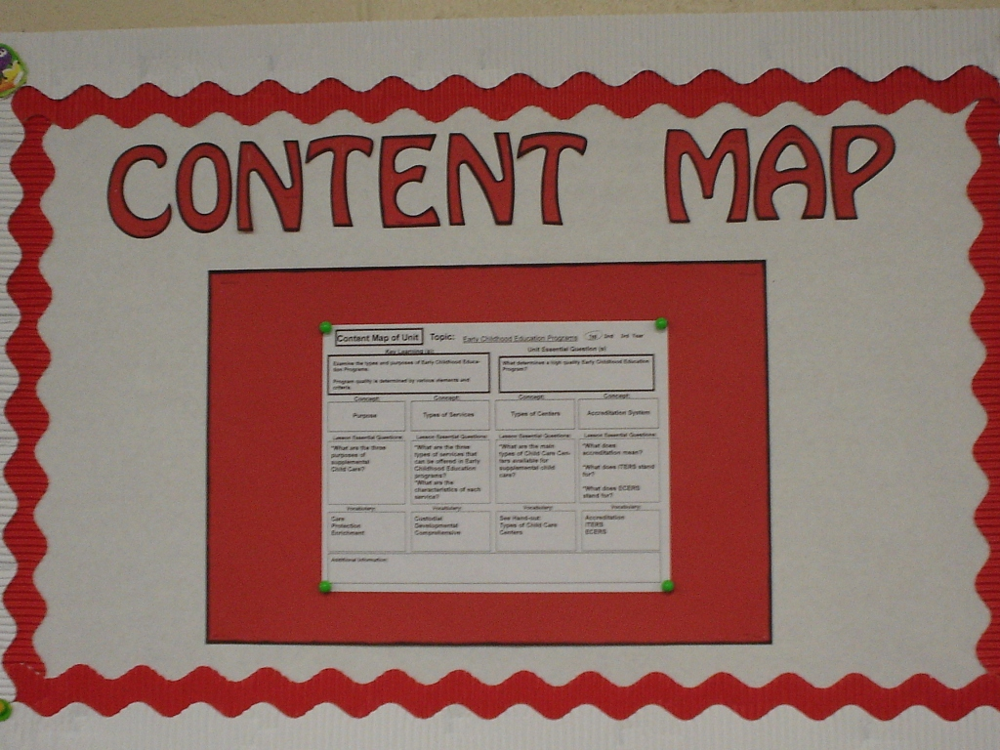 CONTENT MAP
Content Map of Unit
Topic: Early Childhood Education Programs 1st 2nd 3rd Year
Key Learning (s):
Examine the types and purposes of Early Childhood Educa-
tion Programs.
Program quality is determined by various elements and
criteria.
Unit Essential Question (s)
What determines a high quality Early Childhood Education
Program?
Concept:
Purpose
Lesson Essential Questions:
*What are the three
purposes of
supplemental
Child Care?
Vocabulary:
Care
Protection
Enrichment
Concept:
Types of Services
Lesson Essential Questions:
*What are the three
types of services that
can be offered in Early
Childhood Education
programs?
*What are the
characteristics of each
service?
Vocabulary:
Custodial
Developmental
Comprehensive
Concept:
Types of Centers
Lesson Essential Questions:
*What are the main
types of Child Care Cen-
ters available for
supplemental child
care?
Vocabulary:
See Hand-out:
Types of Child Care
Centers
Concept:
Accreditation System
Lesson Essential Questions:
*What does
accreditation mean?
*What does ITERS stand
for?
*What does ECERS
stand for?
Vocabulary:
Accreditation
ITERS
ECERS
Additional Information: